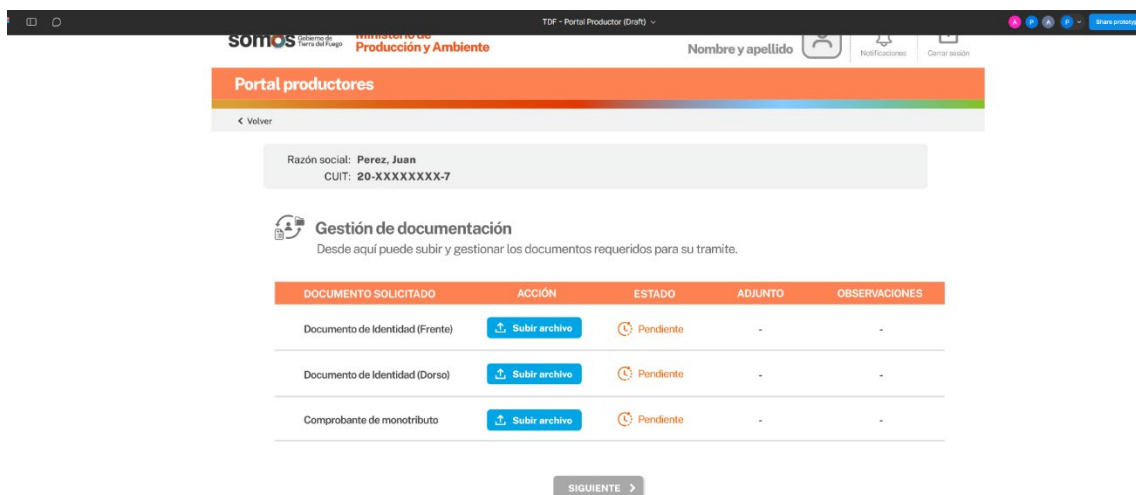 TDF - Portal Productor (Draft)
A P A P
Share prototype
somos Gobierno de Tierra del Fuego
Ministerio de Producción y Ambiente
Nombre y apellido
Notificaciones
Cerrar sesión
Portal productores
< Volver
Razón social: Perez, Juan
CUIT: 20-XXXXXXXX-7
Gestión de documentación
Desde aquí puede subir y gestionar los documentos requeridos para su tramite.
DOCUMENTO SOLICITADO ACCIÓN ESTADO ADJUNTO OBSERVACIONES
Documento de Identidad (Frente) Subir archivo Pendiente - -
Documento de Identidad (Dorso) Subir archivo Pendiente - -
Comprobante de monotributo Subir archivo Pendiente - -
SIGUIENTE >